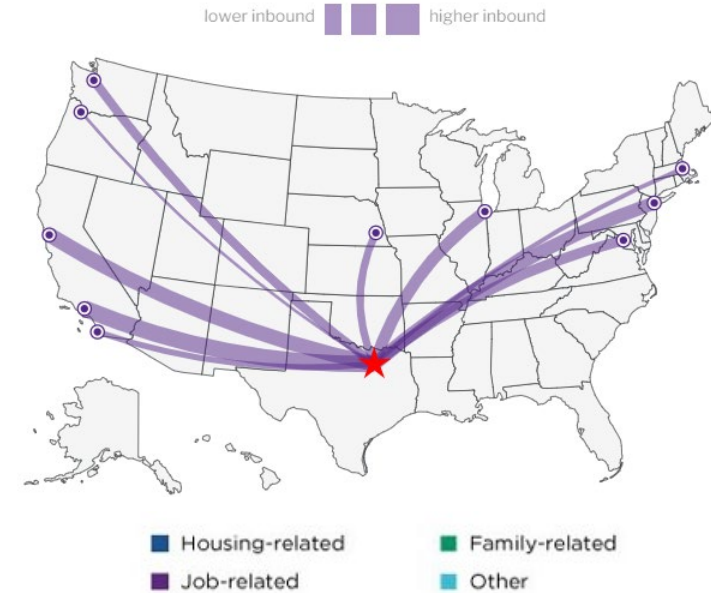 lower inbound higher inbound
Housing-related Family-related
Job-related Other